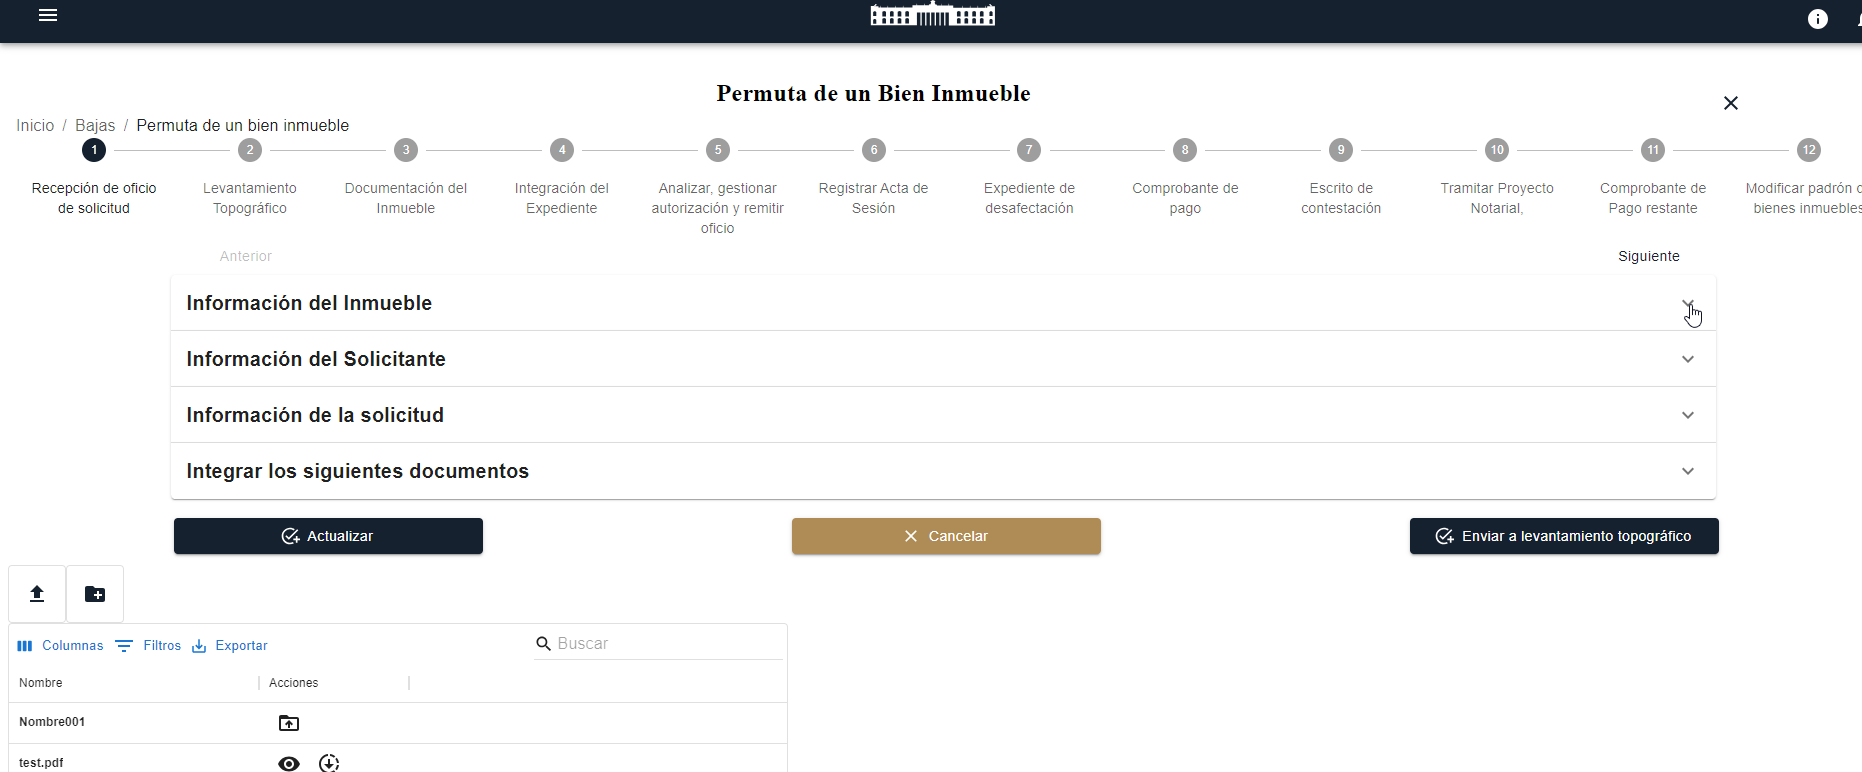 Permuta de un Bien Inmueble
Inicio / Bajas / Permuta de un bien inmueble
1 2 3 4 5 6 7 8 9 10 11 12
Recepción de oficio
de solicitud
Levantamiento
Topográfico
Documentación del
Inmueble
Integración del
Expediente
Analizar, gestionar
autorización y remitir
oficio
Registrar Acta de
Sesión
Expediente de
desafectación
Comprobante de
pago
Escrito de
contestación
Tramitar Proyecto
Notarial,
Comprobante de
Pago restante
Modificar padrón d
bienes inmuebles
Anterior
Siguiente
Información del Inmueble
Información del Solicitante
Información de la solicitud
Integrar los siguientes documentos
Actualizar
Cancelar
Enviar a levantamiento topográfico
Columnas
Filtros
Exportar
Buscar
Nombre
Acciones
Nombre001
test.pdf